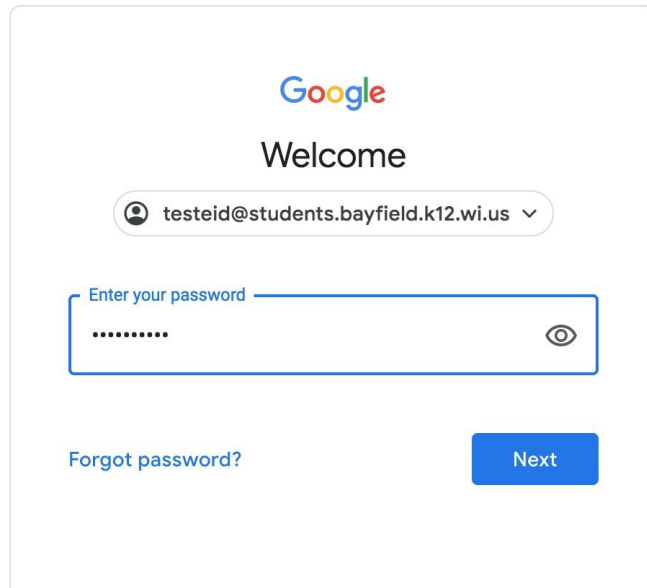 Google
Welcome
testeid@students.bayfield.k12.wi.us
Enter your password
••••••••••
Forgot password?
Next